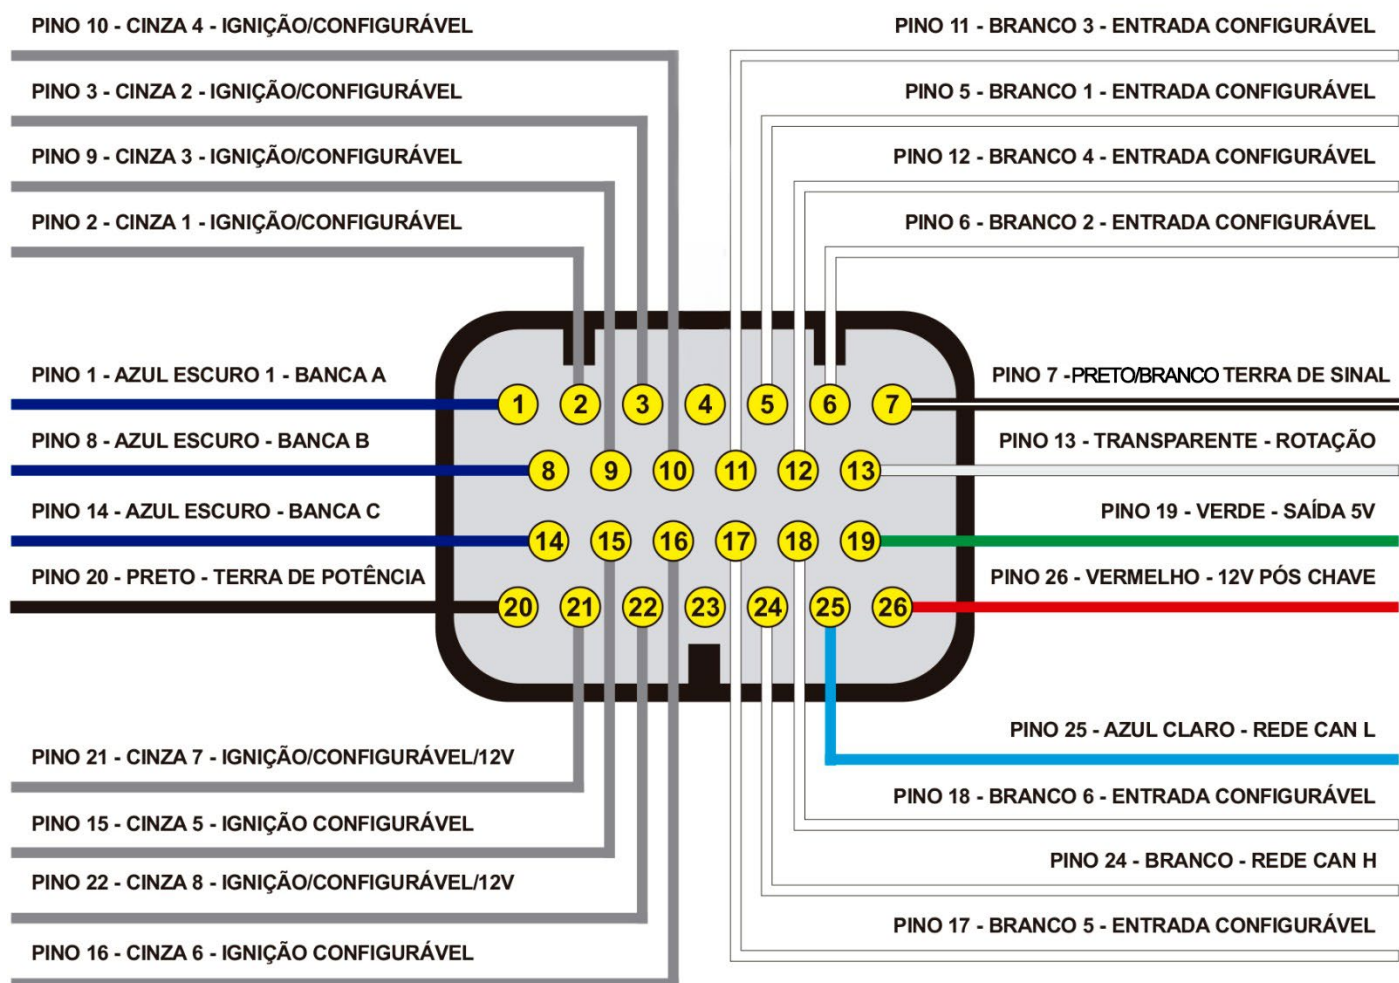 PINO 10 - CINZA 4 - IGNIÇÃO/CONFIGURÁVEL
PINO 11 - BRANCO 3 - ENTRADA CONFIGURÁVEL
PINO 3 - CINZA 2 - IGNIÇÃO/CONFIGURÁVEL
PINO 5 - BRANCO 1 - ENTRADA CONFIGURÁVEL
PINO 9 - CINZA 3 - IGNIÇÃO/CONFIGURÁVEL
PINO 12 - BRANCO 4 - ENTRADA CONFIGURÁVEL
PINO 2 - CINZA 1 - IGNIÇÃO/CONFIGURÁVEL
PINO 6 - BRANCO 2 - ENTRADA CONFIGURÁVEL
PINO 1 - AZUL ESCURO 1 - BANCA A
PINO 7 -PRETO/BRANCO TERRA DE SINAL
1 2 3 4 5 6 7
PINO 8 - AZUL ESCURO - BANCA B
PINO 13 - TRANSPARENTE - ROTAÇÃO
8 9 10 11 12 13
PINO 14 - AZUL ESCURO - BANCA C
PINO 19 - VERDE - SAÍDA 5V
14 15 16 17 18 19
PINO 20 - PRETO - TERRA DE POTÊNCIA
PINO 26 - VERMELHO - 12V PÓS CHAVE
20 21 22 23 24 25 26
PINO 25 - AZUL CLARO - REDE CAN L
PINO 21 - CINZA 7 - IGNIÇÃO/CONFIGURÁVEL/12V
PINO 18 - BRANCO 6 - ENTRADA CONFIGURÁVEL
PINO 15 - CINZA 5 - IGNIÇÃO CONFIGURÁVEL
PINO 24 - BRANCO - REDE CAN H
PINO 22 - CINZA 8 - IGNIÇÃO/CONFIGURÁVEL/12V
PINO 17 - BRANCO 5 - ENTRADA CONFIGURÁVEL
PINO 16 - CINZA 6 - IGNIÇÃO CONFIGURÁVEL